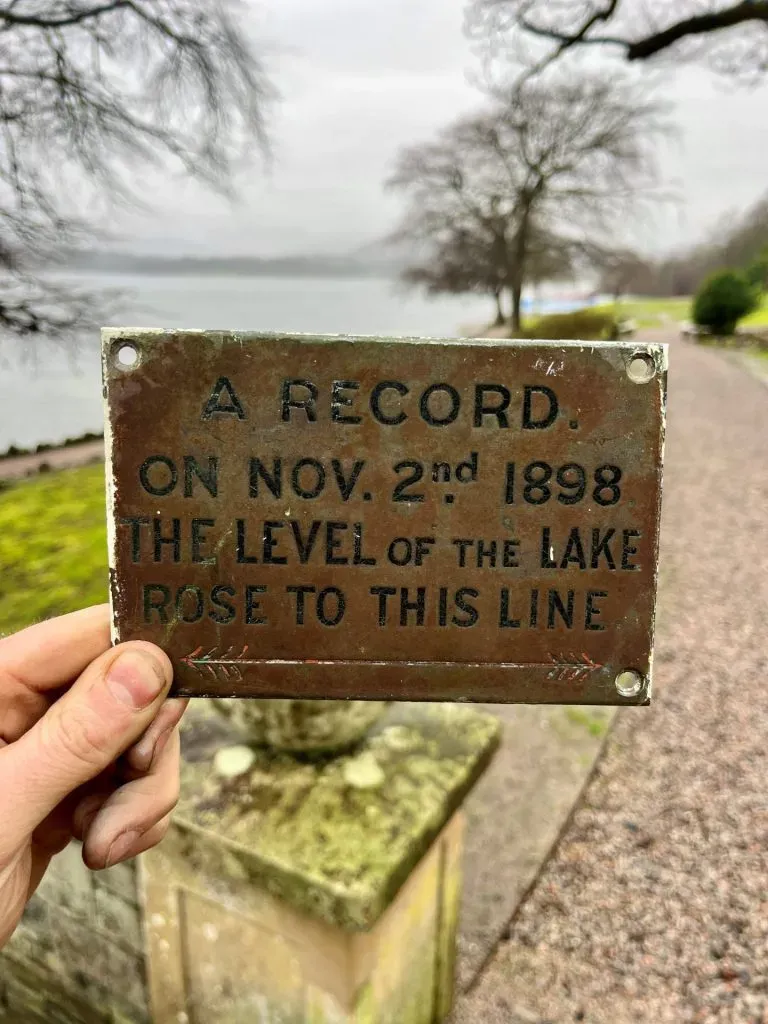 A RECORD.
ON NOV. 2nd. 1898
THE LEVEL OF THE LAKE
ROSE TO THIS LINE